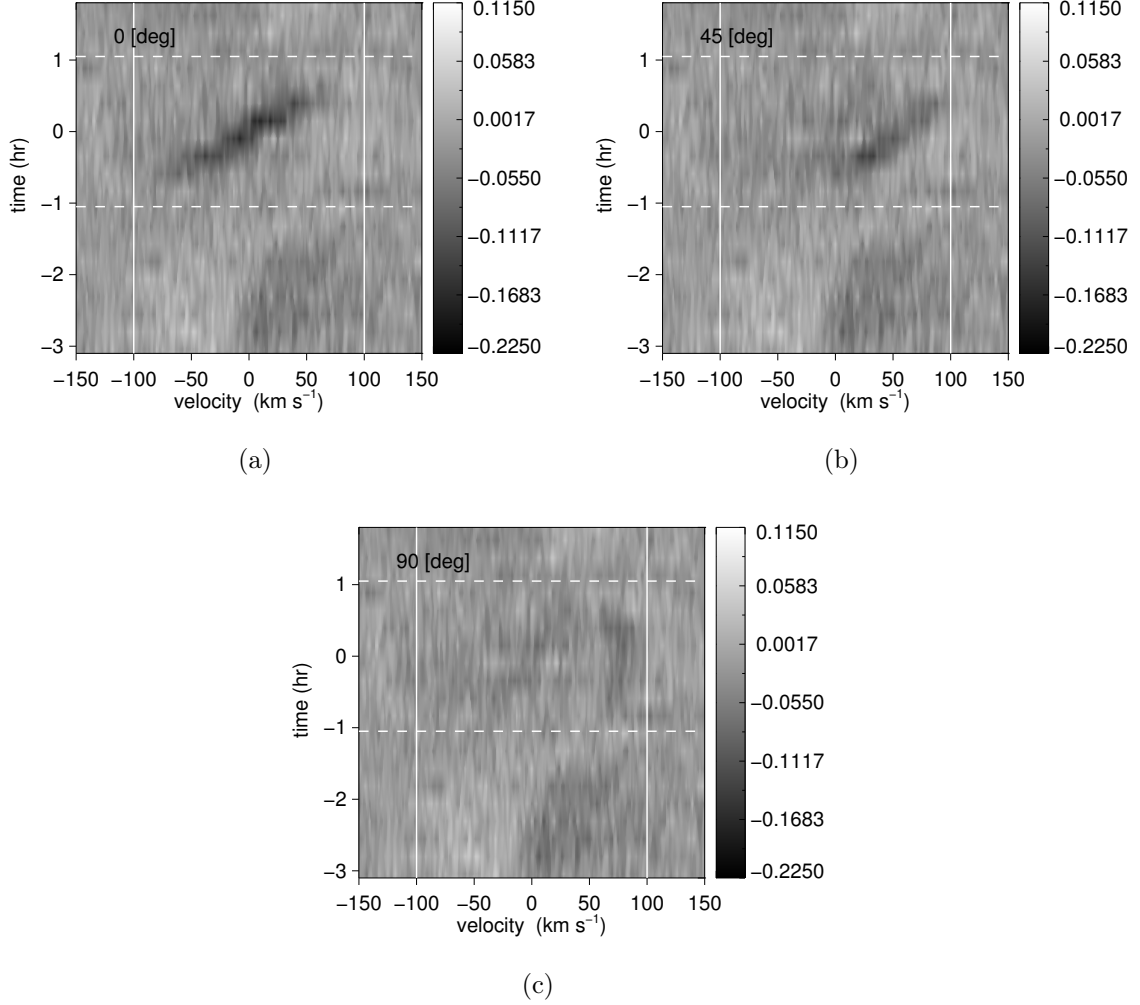 0 [deg]
1
0
−1
−2
−3
time (hr)
−150 −100 −50 0 50 100 150
velocity (km s⁻¹)
0.1150
0.0583
0.0017
−0.0550
−0.1117
−0.1683
−0.2250
(a)
45 [deg]
1
0
−1
−2
−3
time (hr)
−150 −100 −50 0 50 100 150
velocity (km s⁻¹)
0.1150
0.0583
0.0017
−0.0550
−0.1117
−0.1683
−0.2250
(b)
90 [deg]
1
0
−1
−2
−3
time (hr)
−150 −100 −50 0 50 100 150
velocity (km s⁻¹)
0.1150
0.0583
0.0017
−0.0550
−0.1117
−0.1683
−0.2250
(c)